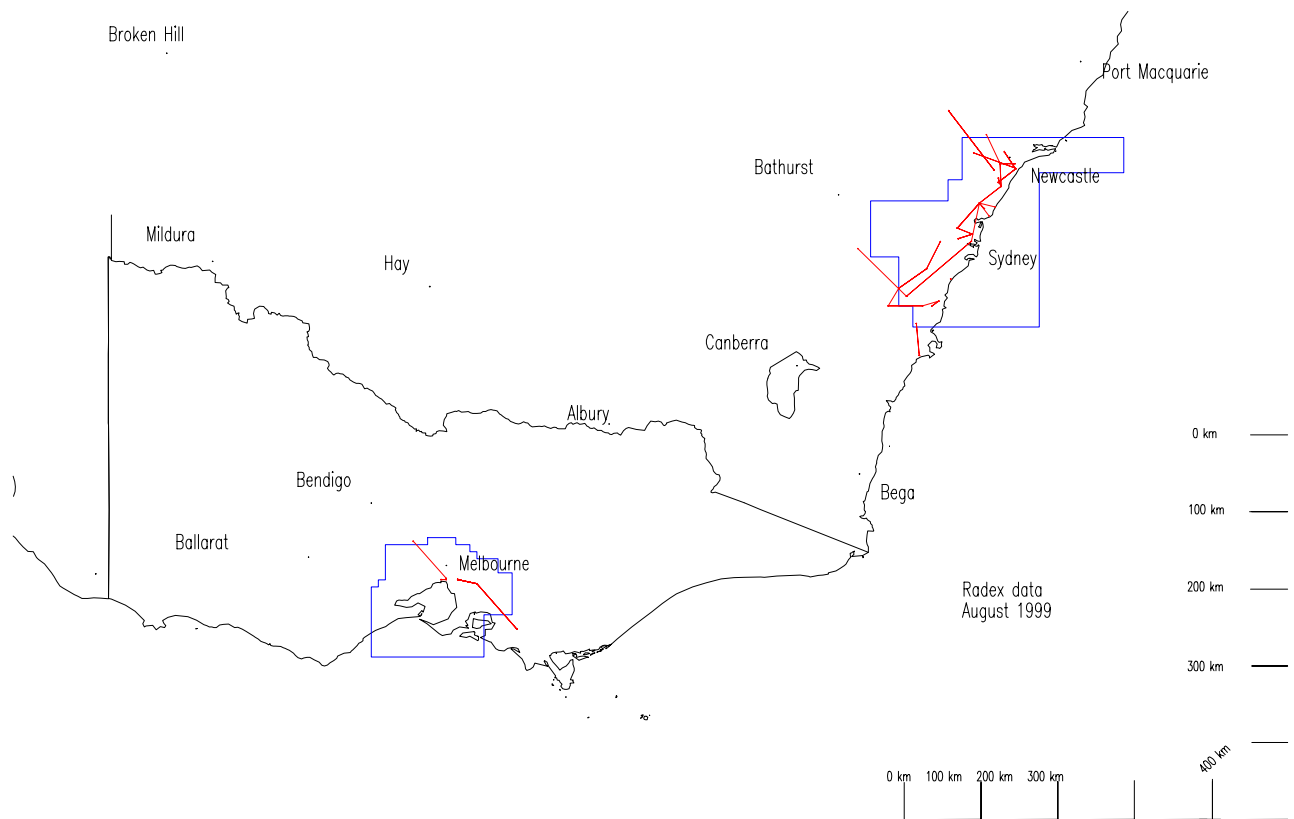 Broken Hill
Port Macquarie
Bathurst
Newcastle
Mildura
Hay
Sydney
Canberra
Albury
0 km
Bendigo
Bega
100 km
Ballarat
Melbourne
200 km
Radex data
August 1999
300 km
400 km
0 km 100 km 200 km 300 km